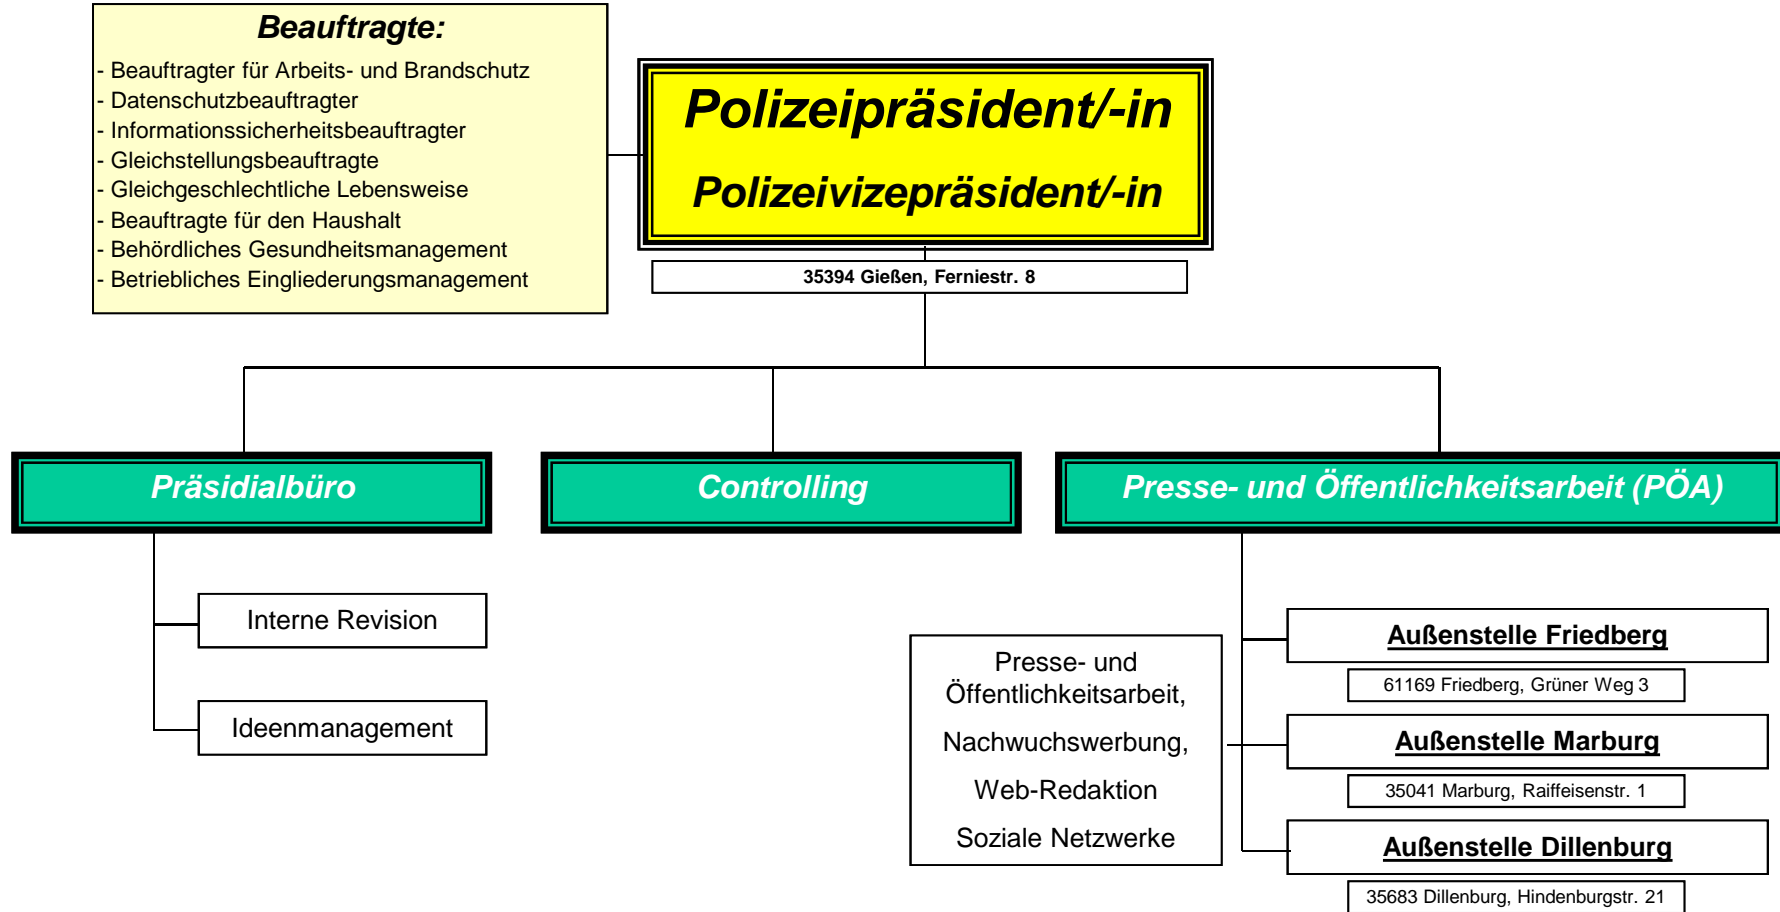 Beauftragte:
- Beauftragter für Arbeits- und Brandschutz
- Datenschutzbeauftragter
- Informationssicherheitsbeauftragter
- Gleichstellungsbeauftragte
- Gleichgeschlechtliche Lebensweise
- Beauftragte für den Haushalt
- Behördliches Gesundheitsmanagement
- Betriebliches Eingliederungsmanagement
Polizeipräsident/-in
Polizeivizepräsident/-in
35394 Gießen, Ferniestr. 8
Präsidialbüro
Controlling
Presse- und Öffentlichkeitsarbeit (PÖA)
Interne Revision
Ideenmanagement
Presse- und
Öffentlichkeitsarbeit,
Nachwuchswerbung,
Web-Redaktion
Soziale Netzwerke
Außenstelle Friedberg
61169 Friedberg, Grüner Weg 3
Außenstelle Marburg
35041 Marburg, Raiffeisenstr. 1
Außenstelle Dillenburg
35683 Dillenburg, Hindenburgstr. 21